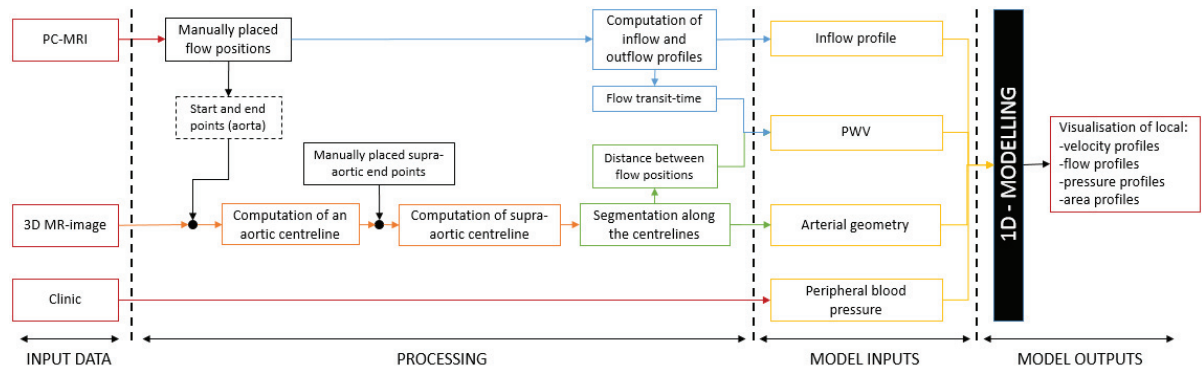 PC-MRI
Manually placed
flow positions
Computation of
inflow and
outflow profiles
Inflow profile
Start and end
points (aorta)
Flow transit-time
PWV
Manually placed supra-
aortic end points
Distance between
flow positions
3D MR-image
Computation of an
aortic centreline
Computation of supra-
aortic centreline
Segmentation along
the centrelines
Arterial geometry
Clinic
Peripheral blood
pressure
1D - MODELLING
Visualisation of local:
-velocity profiles
-flow profiles
-pressure profiles
-area profiles
INPUT DATA
PROCESSING
MODEL INPUTS
MODEL OUTPUTS